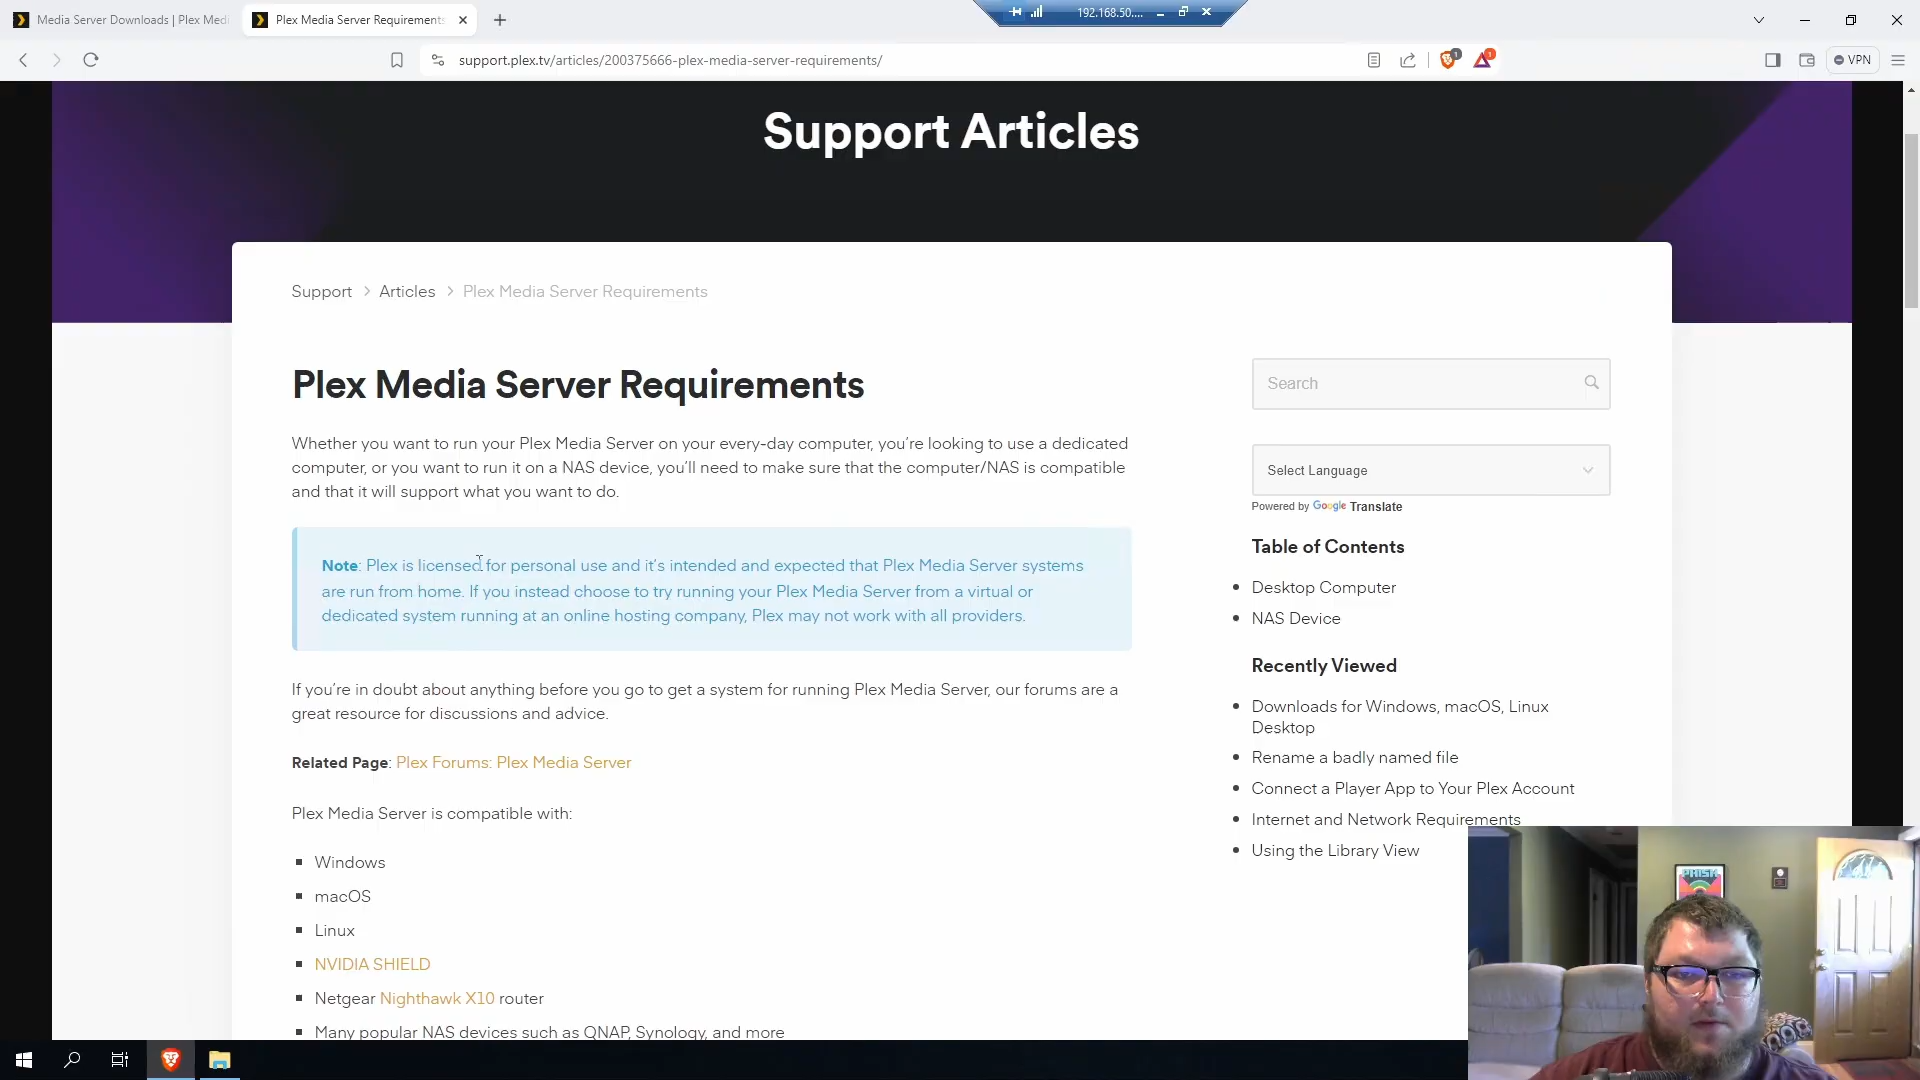 Media Server Downloads | Plex Medi
Plex Media Server Requirements
192.168.50....
support.plex.tv/articles/200375666-plex-media-server-requirements/
1
1
VPN
Support Articles
Support > Articles > Plex Media Server Requirements
Plex Media Server Requirements
Whether you want to run your Plex Media Server on your every-day computer, you’re looking to use a dedicated
computer, or you want to run it on a NAS device, you’ll need to make sure that the computer/NAS is compatible
and that it will support what you want to do.
Note: Plex is licensed for personal use and it’s intended and expected that Plex Media Server systems
are run from home. If you instead choose to try running your Plex Media Server from a virtual or
dedicated system running at an online hosting company, Plex may not work with all providers.
If you’re in doubt about anything before you go to get a system for running Plex Media Server, our forums are a
great resource for discussions and advice.
Related Page: Plex Forums: Plex Media Server
Plex Media Server is compatible with:
Windows
macOS
Linux
NVIDIA SHIELD
Netgear Nighthawk X10 router
Many popular NAS devices such as QNAP, Synology, and more
Search
Select Language
Powered by Google Translate
Table of Contents
Desktop Computer
NAS Device
Recently Viewed
Downloads for Windows, macOS, Linux
Desktop
Rename a badly named file
Connect a Player App to Your Plex Account
Internet and Network Requirements
Using the Library View
PHISH